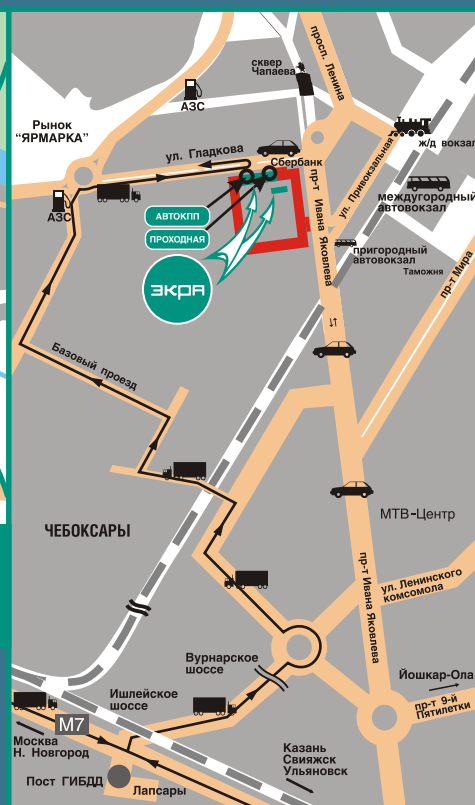 сквер
Чапаева
просп. Ленина
АЗС
Рынок
"ЯРМАРКА"
ул. Гладкова
Сбербанк
ж/д вокзал
ул. Привокзальная
пр-т Ивана Яковлева
междугородный
автовокзал
АЗС
АВТОКПП
ПРОХОДНАЯ
пригородный
автовокзал
Таможня
пр-т Мира
ЭКРА
Базовый проезд
МТВ-Центр
ЧЕБОКСАРЫ
пр-т Ивана Яковлева
ул. Ленинского
комсомола
Вурнарское
шоссе
Йошкар-Ола
пр-т 9-й
Пятилетки
Ишлейское
шоссе
М7
Москва
Н. Новгород
Казань
Свияжск
Ульяновск
Пост ГИБДД
Лапсары